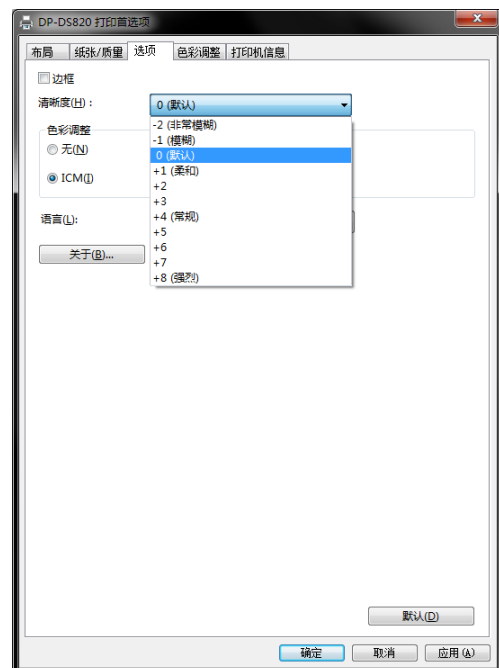 DP-DS820 打印首选项
布局 纸张/质量 选项 色彩调整 打印机信息
边框
清晰度(H)： 0 (默认)
-2 (非常模糊)
-1 (模糊)
0 (默认)
+1 (柔和)
+2
+3
+4 (常规)
+5
+6
+7
+8 (强烈)
色彩调整
无(N)
ICM(I)
语言(L):
关于(B)...
默认(D)
确定 取消 应用(A)